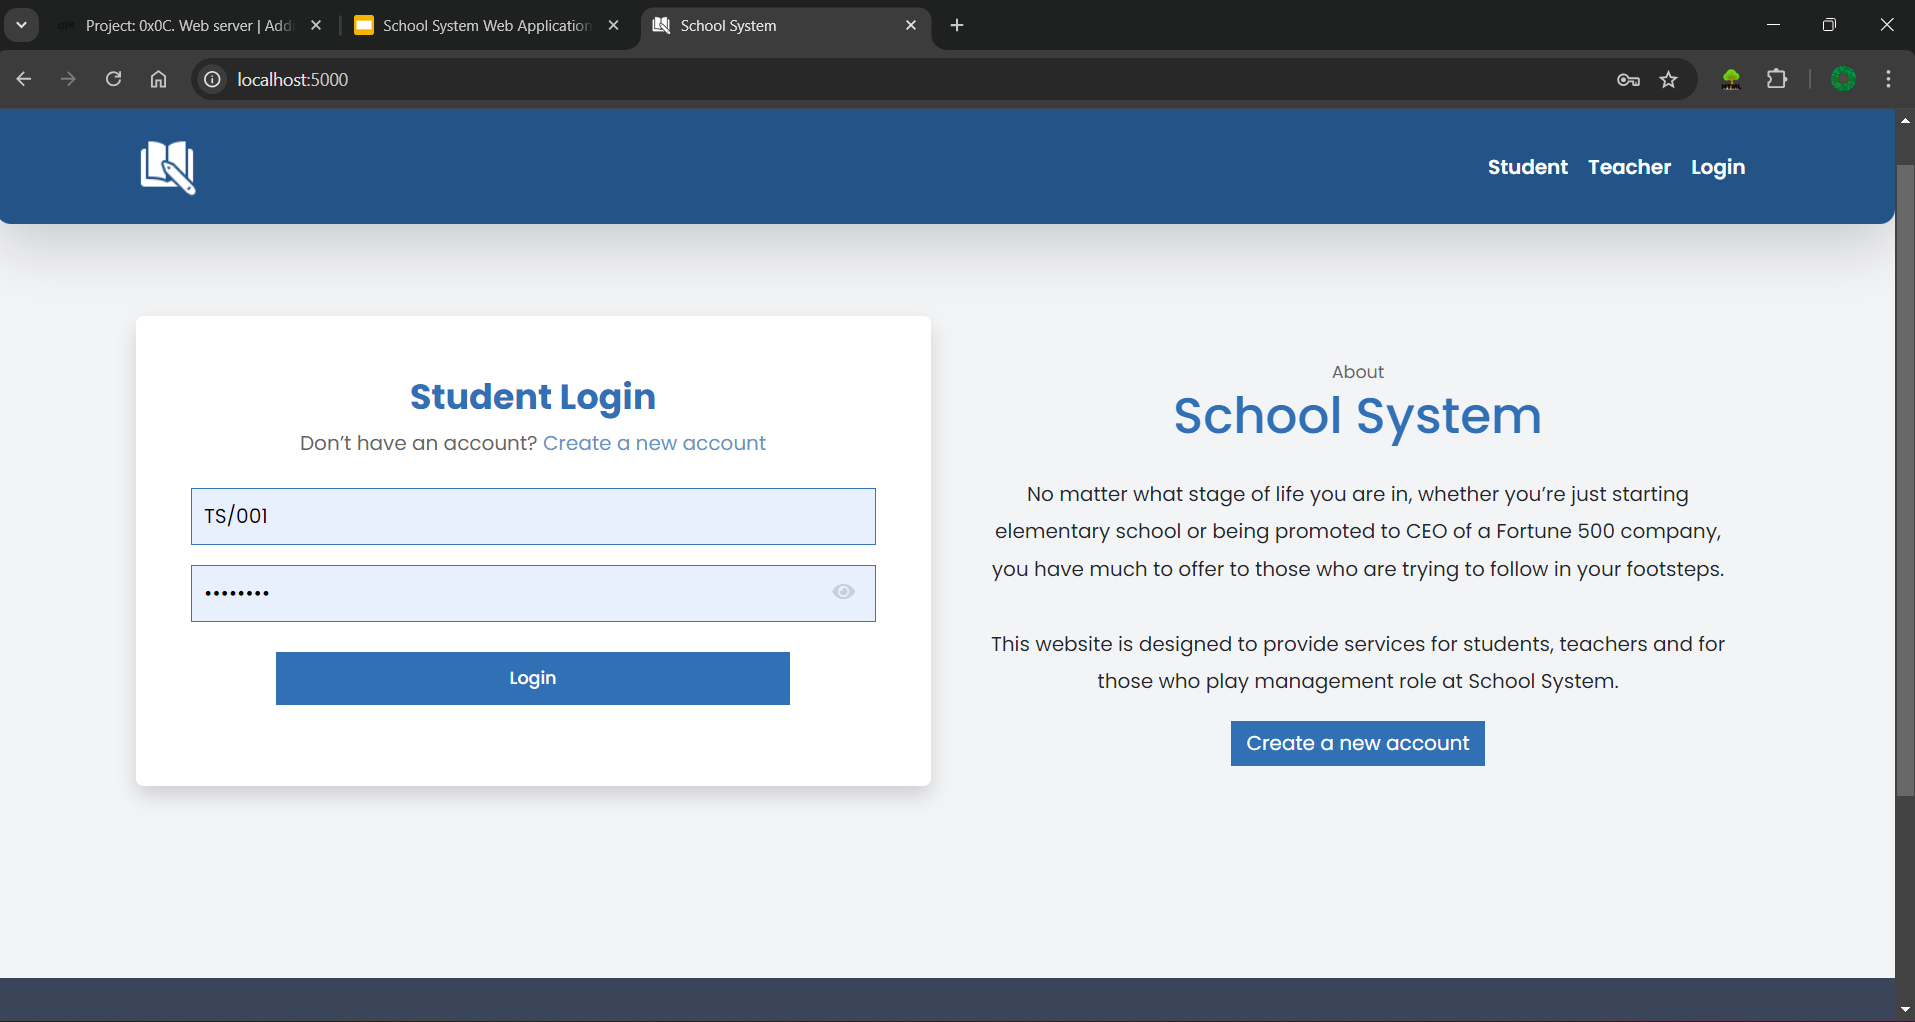 Project: 0x0C. Web server | Addi
School System Web Application
School System
localhost:5000
Student Teacher Login
Student Login
Don’t have an account? Create a new account
TS/001
••••••••
Login
About
School System
No matter what stage of life you are in, whether you’re just starting
elementary school or being promoted to CEO of a Fortune 500 company,
you have much to offer to those who are trying to follow in your footsteps.
This website is designed to provide services for students, teachers and for
those who play management role at School System.
Create a new account